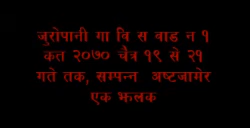 जुरोपानी गा वि स वाड न १
कत २०७० चैत्र १९ से २१
गते तक, सम्पन्न अष्टजामेर
एक झलक